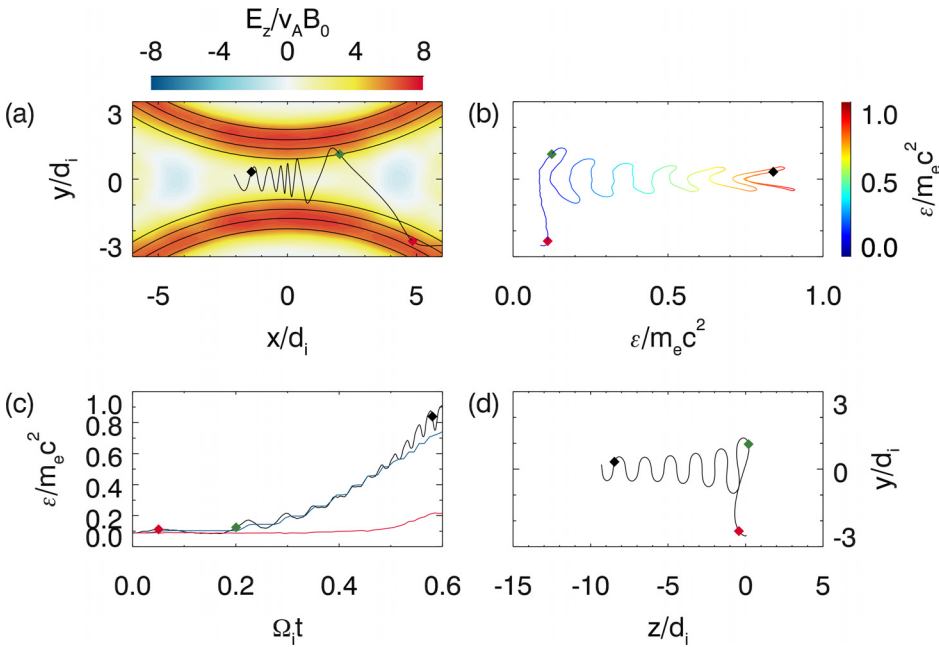 E_z/v_AB_0
-8 -4 0 4 8
(a)
3
0
-3
y/d_i
-5 0 5
x/d_i
(b)
0.0 0.5 1.0
ε/m_ec^2
1.0
0.5
0.0
ε/m_ec^2
(c)
1.0
0.8
0.6
0.4
0.2
0.0
ε/m_ec^2
0.0 0.2 0.4 0.6
Ω_it
(d)
3
0
-3
y/d_i
-15 -10 -5 0 5
z/d_i